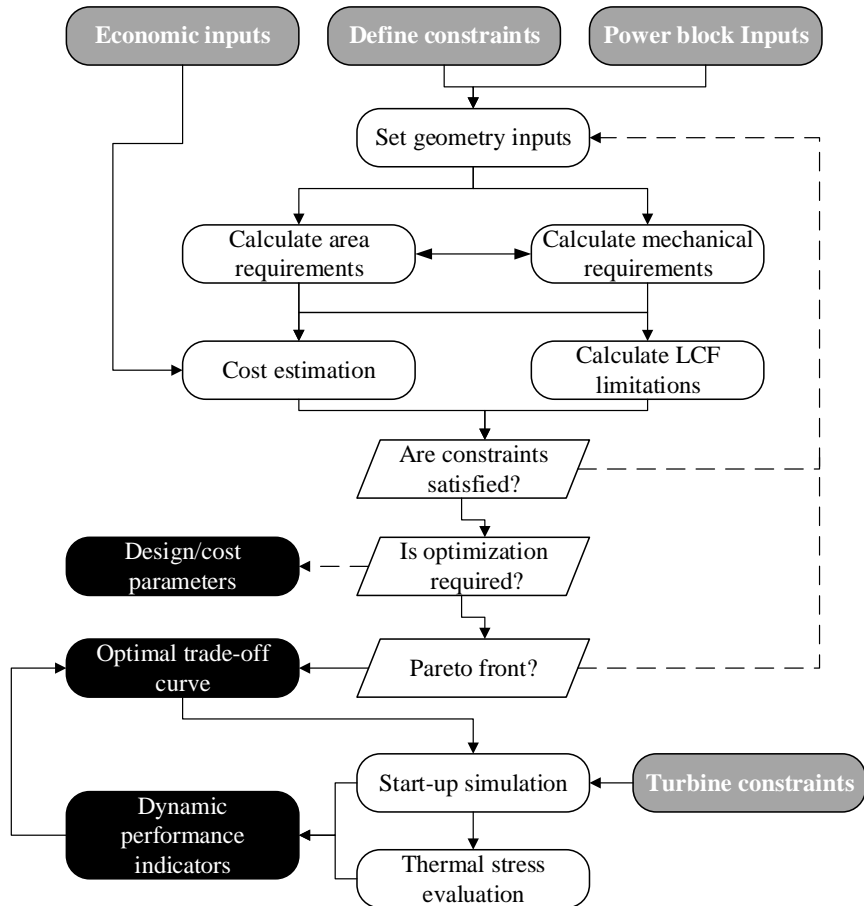 Economic inputs
Define constraints
Power block Inputs
Set geometry inputs
Calculate area
requirements
Calculate mechanical
requirements
Cost estimation
Calculate LCF
limitations
Are constraints
satisfied?
Design/cost
parameters
Is optimization
required?
Optimal trade-off
curve
Pareto front?
Start-up simulation
Turbine constraints
Dynamic
performance
indicators
Thermal stress
evaluation